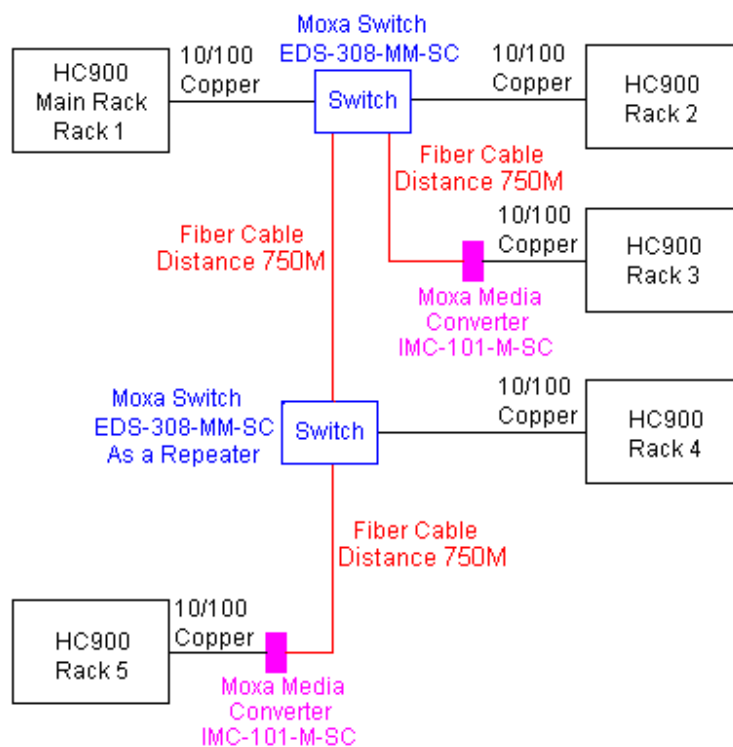 Moxa Switch
EDS-308-MM-SC
10/100
Copper
10/100
Copper
HC900
Main Rack
Rack 1
Switch
HC900
Rack 2
Fiber Cable
Distance 750M
10/100
Copper
HC900
Rack 3
Fiber Cable
Distance 750M
Moxa Media
Converter
IMC-101-M-SC
10/100
Copper
Moxa Switch
EDS-308-MM-SC
As a Repeater
Switch
HC900
Rack 4
Fiber Cable
Distance 750M
10/100
Copper
HC900
Rack 5
Moxa Media
Converter
IMC-101-M-SC